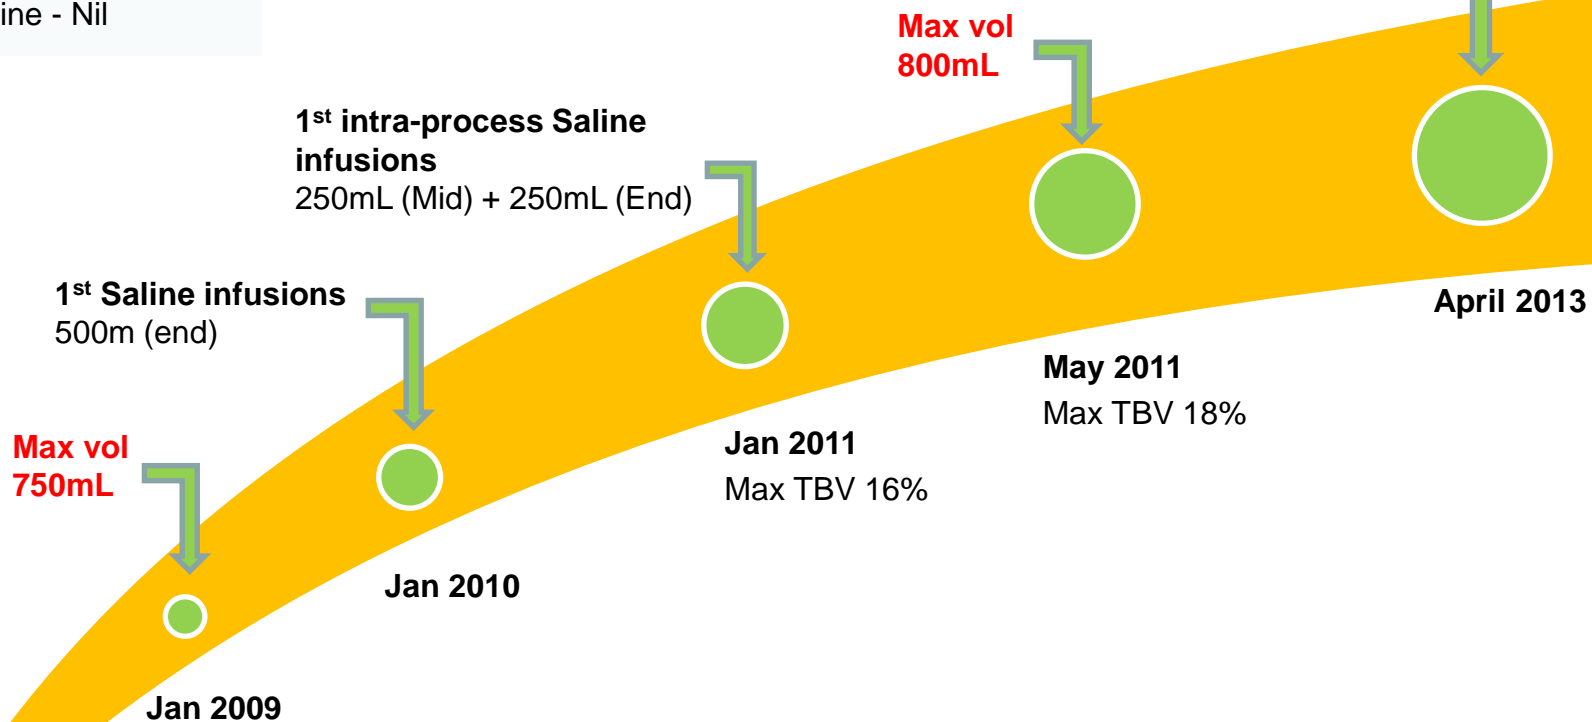 ine - Nil
Max vol
800mL
1st intra-process Saline
infusions
250mL (Mid) + 250mL (End)
1st Saline infusions
500m (end)
Max vol
750mL
April 2013
May 2011
Max TBV 18%
Jan 2011
Max TBV 16%
Jan 2010
Jan 2009